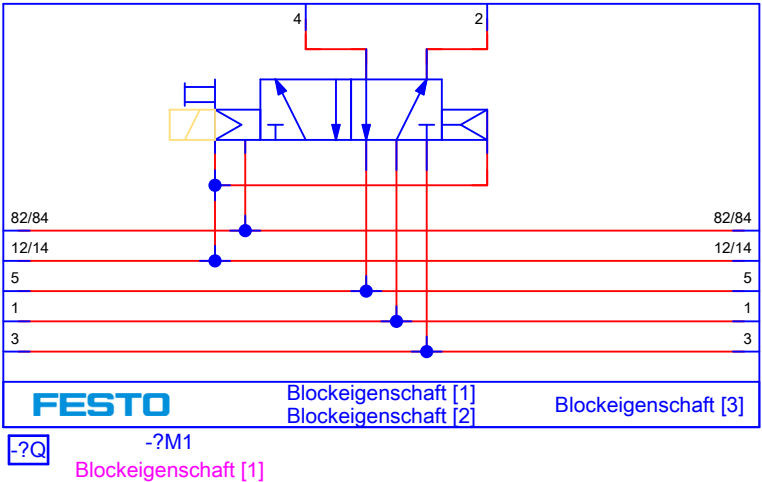 4 2
82/84 82/84
12/14 12/14
5 5
1 1
3 3
FESTO
Blockeigenschaft [1]
Blockeigenschaft [2]
Blockeigenschaft [3]
-?Q
-?M1
Blockeigenschaft [1]